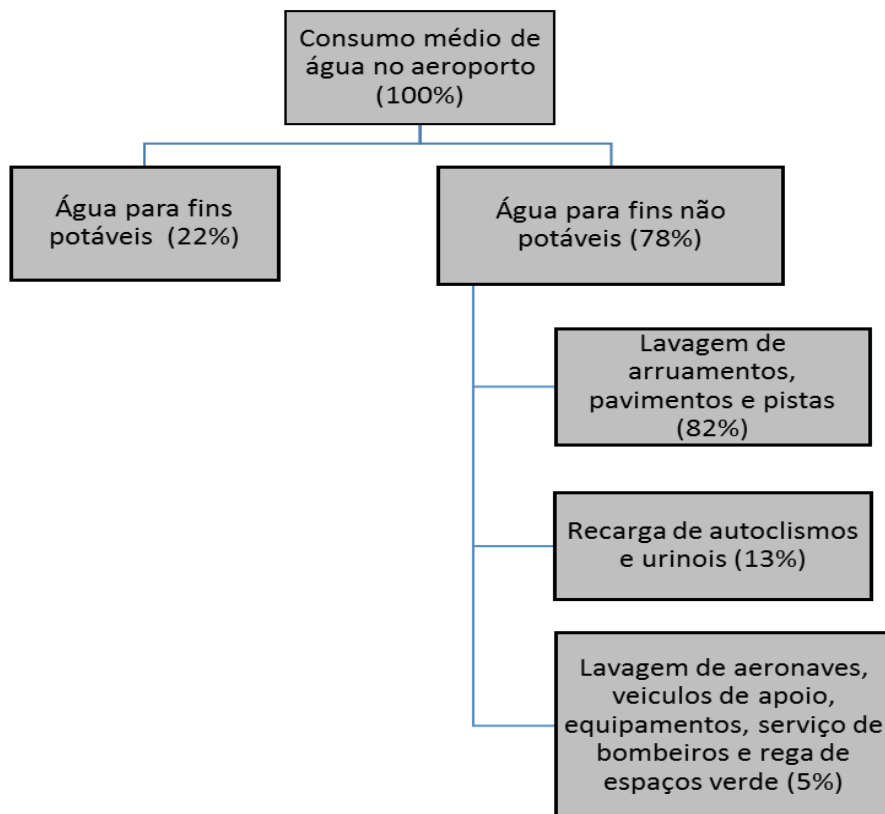 Consumo médio de
água no aeroporto
(100%)
Água para fins
potáveis (22%)
Água para fins não
potáveis (78%)
Lavagem de
arruamentos,
pavimentos e pistas
(82%)
Recarga de autoclismos
e urinois (13%)
Lavagem de aeronaves,
veiculos de apoio,
equipamentos, serviço de
bombeiros e rega de
espaços verde (5%)